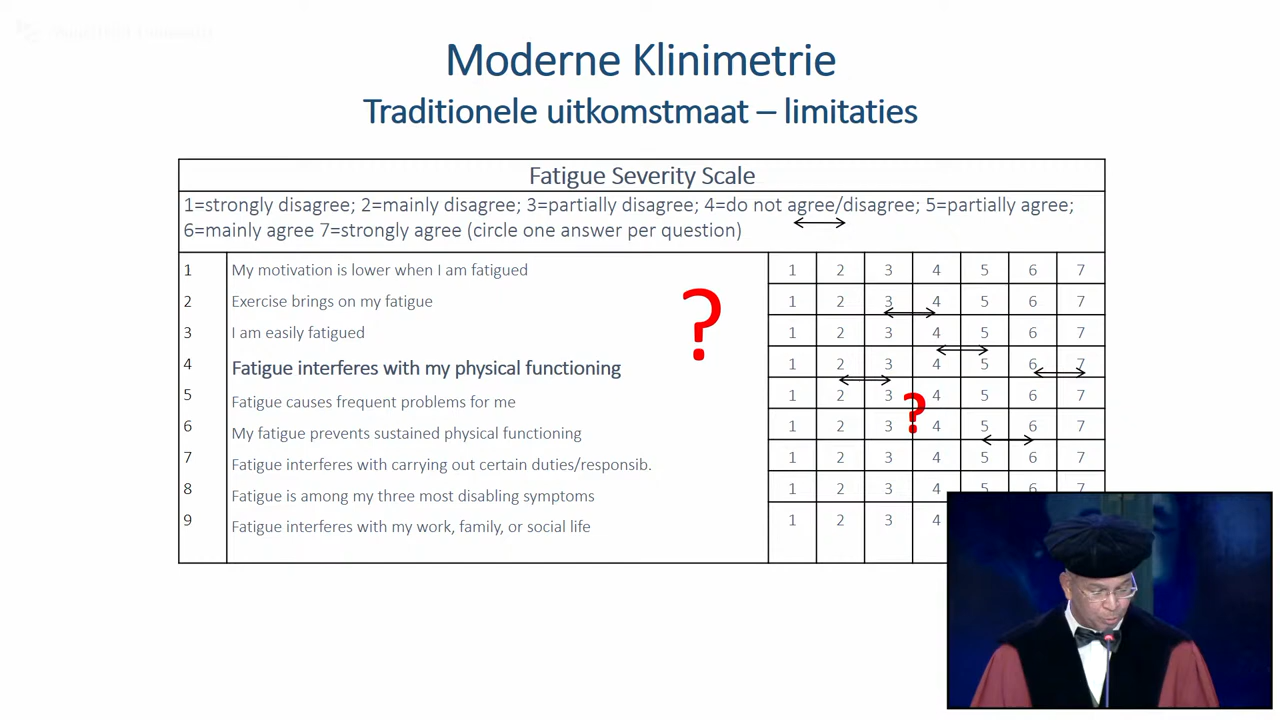 Moderne Klinimetrie
Traditionele uitkomstmaat – limitaties
Fatigue Severity Scale
1=strongly disagree; 2=mainly disagree; 3=partially disagree; 4=do not agree/disagree; 5=partially agree;
6=mainly agree 7=strongly agree (circle one answer per question)
1 My motivation is lower when I am fatigued 1 2 3 4 5 6 7
2 Exercise brings on my fatigue 1 2 3 4 5 6 7
3 I am easily fatigued 1 2 3 4 5 6 7
?
4 Fatigue interferes with my physical functioning 1 2 3 4 5 6 7
5 Fatigue causes frequent problems for me 1 2 3 4 5 6 7
?
6 My fatigue prevents sustained physical functioning 1 2 3 4 5 6 7
7 Fatigue interferes with carrying out certain duties/responsib. 1 2 3 4 5 6 7
8 Fatigue is among my three most disabling symptoms 1 2 3 4 5 6 7
9 Fatigue interferes with my work, family, or social life 1 2 3 4